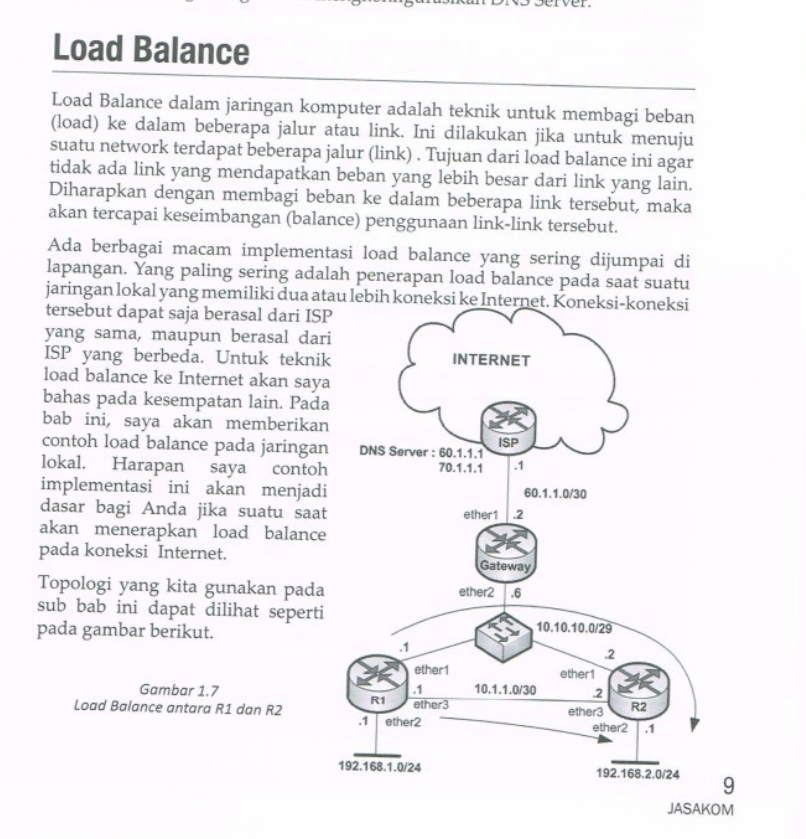 DNS Server.
Load Balance
Load Balance dalam jaringan komputer adalah teknik untuk membagi beban
(load) ke dalam beberapa jalur atau link. Ini dilakukan jika untuk menuju
suatu network terdapat beberapa jalur (link) . Tujuan dari load balance ini agar
tidak ada link yang mendapatkan beban yang lebih besar dari link yang lain.
Diharapkan dengan membagi beban ke dalam beberapa link tersebut, maka
akan tercapai keseimbangan (balance) penggunaan link-link tersebut.
Ada berbagai macam implementasi load balance yang sering dijumpai di
lapangan. Yang paling sering adalah penerapan load balance pada saat suatu
jaringan lokal yang memiliki dua atau lebih koneksi ke Internet. Koneksi-koneksi
tersebut dapat saja berasal dari ISP
yang sama, maupun berasal dari
ISP yang berbeda. Untuk teknik
load balance ke Internet akan saya
bahas pada kesempatan lain. Pada
bab ini, saya akan memberikan
contoh load balance pada jaringan
lokal. Harapan saya contoh
implementasi ini akan menjadi
dasar bagi Anda jika suatu saat
akan menerapkan load balance
pada koneksi Internet.
Topologi yang kita gunakan pada
sub bab ini dapat dilihat seperti
pada gambar berikut.
Gambar 1.7
Load Balance antara R1 dan R2
INTERNET
ISP
DNS Server : 60.1.1.1
70.1.1.1
.1
60.1.1.0/30
ether1 .2
Gateway
ether2 .6
10.10.10.0/29
.1
.2
ether1
ether1
R1
.1
10.1.1.0/30
.2
R2
ether3
ether3
.1 ether2
ether2 .1
192.168.1.0/24
192.168.2.0/24
9
JASAKOM